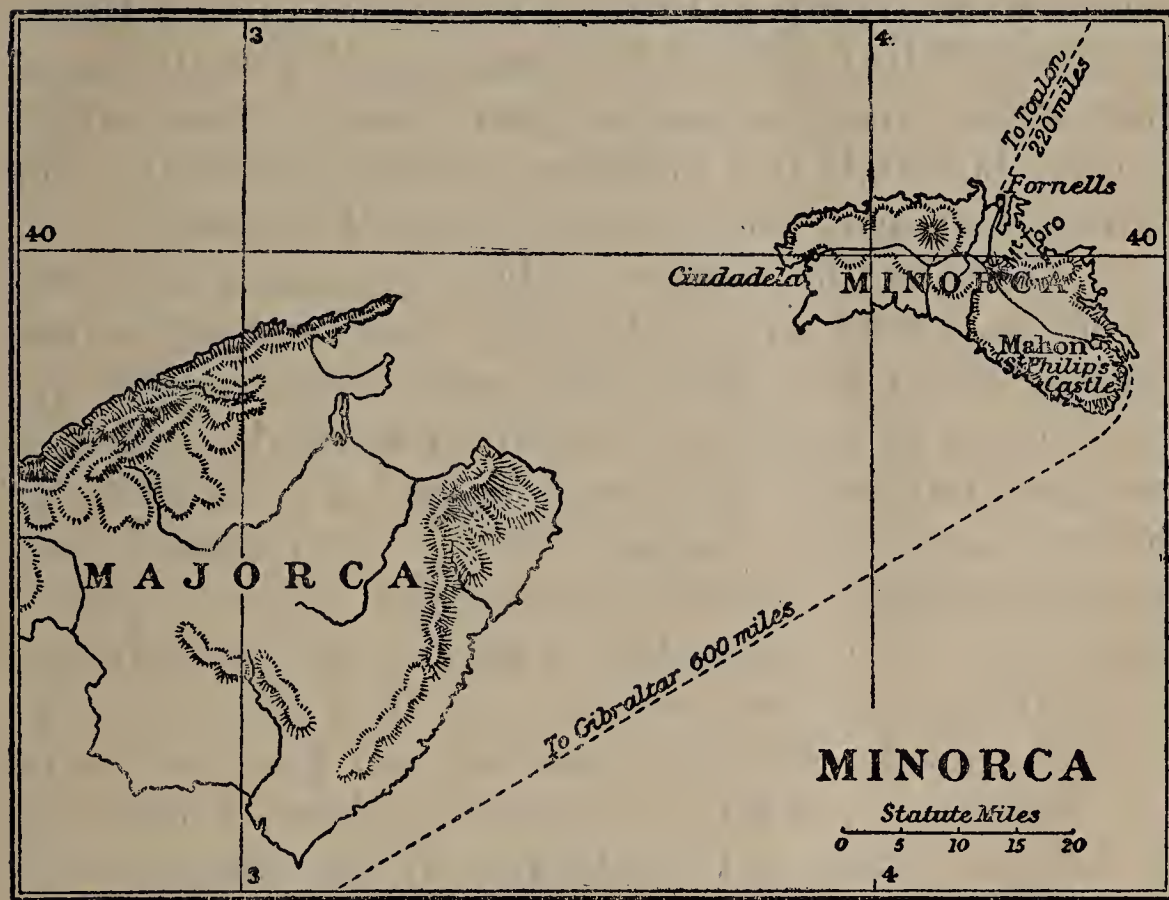 3
4
To Toulon
220 miles
Fornells
40
40
Mt. Toro
Ciudadela
MINORCA
Mahon
St Philip's
Castle
MAJORCA
To Gibraltar 600 miles
MINORCA
Statute Miles
0 5 10 15 20
3
4